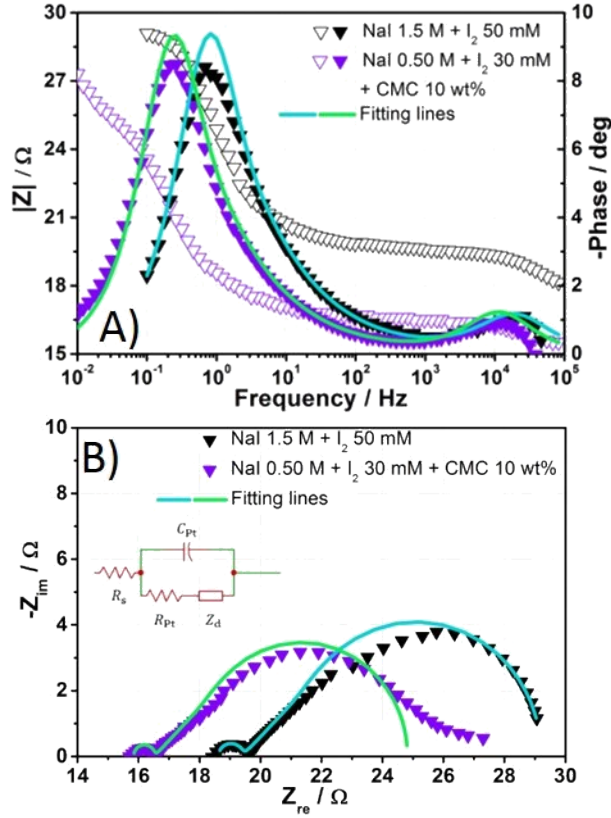 30
27
24
21
18
15
|Z| / Ω
10
8
6
4
2
0
-Phase / deg
NaI 1.5 M + I₂ 50 mM
NaI 0.50 M + I₂ 30 mM
+ CMC 10 wt%
Fitting lines
A)
10⁻² 10⁻¹ 10⁰ 10¹ 10² 10³ 10⁴ 10⁵
Frequency / Hz
B)
10
8
6
4
2
0
-Zim / Ω
NaI 1.5 M + I₂ 50 mM
NaI 0.50 M + I₂ 30 mM + CMC 10 wt%
Fitting lines
CPt
Rs
RPt Zd
14 16 18 20 22 24 26 28 30
Zre / Ω